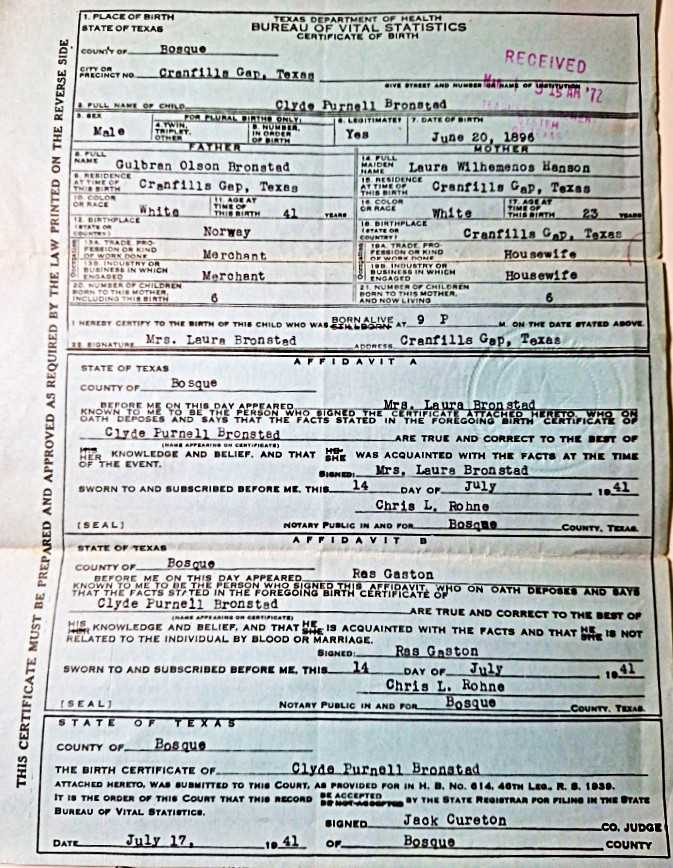 THIS CERTIFICATE MUST BE PREPARED AND APPROVED AS REQUIRED BY THE LAW PRINTED ON THE REVERSE SIDE
1. PLACE OF BIRTH
STATE OF TEXAS
TEXAS DEPARTMENT OF HEALTH
BUREAU OF VITAL STATISTICS
CERTIFICATE OF BIRTH
COUNTY OF Bosque
CITY OR PRECINCT NO. Cranfills Gap, Texas
GIVE STREET AND NUMBER OR NAME OF INSTITUTION
RECEIVED
15 AM '72
2. FULL NAME OF CHILD Clyde Purnell Bronstad
3. SEX Male
FOR PLURAL BIRTHS ONLY:
4. TWIN, TRIPLET, OTHER
5. NUMBER, IN ORDER OF BIRTH
6. LEGITIMATE? Yes
7. DATE OF BIRTH June 20, 1896
FATHER
MOTHER
8. FULL NAME Gulbran Olson Bronstad
14. FULL MAIDEN NAME Laura Wilhemenos Hanson
9. RESIDENCE AT TIME OF THIS BIRTH Cranfills Gap, Texas
15. RESIDENCE AT TIME OF THIS BIRTH Cranfills Gap, Texas
10. COLOR OR RACE White
11. AGE AT TIME OF THIS BIRTH 41 YEARS
16. COLOR OR RACE White
17. AGE AT TIME OF THIS BIRTH 23 YEARS
12. BIRTHPLACE (STATE OR COUNTRY) Norway
18. BIRTHPLACE (STATE OR COUNTRY) Cranfills Gap, Texas
13A. TRADE, PROFESSION OR KIND OF WORK DONE Merchant
19A. TRADE, PROFESSION OR KIND OF WORK DONE Housewife
13B. INDUSTRY OR BUSINESS IN WHICH ENGAGED Merchant
19B. INDUSTRY OR BUSINESS IN WHICH ENGAGED Housewife
20. NUMBER OF CHILDREN BORN TO THIS MOTHER, INCLUDING THIS BIRTH 6
21. NUMBER OF CHILDREN BORN TO THIS MOTHER, AND NOW LIVING 6
I HEREBY CERTIFY TO THE BIRTH OF THIS CHILD WHO WAS BORN ALIVE STILLBORN AT 9 P M. ON THE DATE STATED ABOVE.
22. SIGNATURE Mrs. Laura Bronstad ADDRESS Cranfills Gap, Texas
AFFIDAVIT A
STATE OF TEXAS
COUNTY OF Bosque
BEFORE ME ON THIS DAY APPEARED Mrs. Laura Bronstad
KNOWN TO ME TO BE THE PERSON WHO SIGNED THE CERTIFICATE ATTACHED HERETO, WHO ON
OATH DEPOSES AND SAYS THAT THE FACTS STATED IN THE FOREGOING BIRTH CERTIFICATE OF
Clyde Purnell Bronstad ARE TRUE AND CORRECT TO THE BEST OF
(NAME APPEARING ON CERTIFICATE)
HIS HER KNOWLEDGE AND BELIEF, AND THAT HE SHE WAS ACQUAINTED WITH THE FACTS AT THE TIME
OF THE EVENT.
SIGNED: Mrs. Laura Bronstad
SWORN TO AND SUBSCRIBED BEFORE ME, THIS 14 DAY OF July 1941
Chris L. Rohne
[SEAL] NOTARY PUBLIC IN AND FOR Bosque COUNTY, TEXAS.
AFFIDAVIT B
STATE OF TEXAS
COUNTY OF Bosque
BEFORE ME ON THIS DAY APPEARED Ras Gaston
KNOWN TO ME TO BE THE PERSON WHO SIGNED THIS AFFIDAVIT, WHO ON OATH DEPOSES AND SAYS
THAT THE FACTS STATED IN THE FOREGOING BIRTH CERTIFICATE OF
Clyde Purnell Bronstad ARE TRUE AND CORRECT TO THE BEST OF
(NAME APPEARING ON CERTIFICATE)
HIS HER KNOWLEDGE AND BELIEF, AND THAT HE SHE IS ACQUAINTED WITH THE FACTS AND THAT HE SHE IS NOT
RELATED TO THE INDIVIDUAL BY BLOOD OR MARRIAGE.
SIGNED: Ras Gaston
SWORN TO AND SUBSCRIBED BEFORE ME, THIS 14 DAY OF July 1941
Chris L. Rohne
[SEAL] NOTARY PUBLIC IN AND FOR Bosque COUNTY, TEXAS.
STATE OF TEXAS
COUNTY OF Bosque
THE BIRTH CERTIFICATE OF Clyde Purnell Bronstad
ATTACHED HERETO, WAS SUBMITTED TO THIS COURT, AS PROVIDED FOR IN H. B. NO. 614, 46TH LEG., R. S. 1939.
IT IS THE ORDER OF THIS COURT THAT THIS RECORD BE ACCEPTED BE NOT ACCEPTED BY THE STATE REGISTRAR FOR FILING IN THE STATE
BUREAU OF VITAL STATISTICS.
SIGNED Jack Cureton CO. JUDGE
DATE July 17, 1941 OF Bosque COUNTY